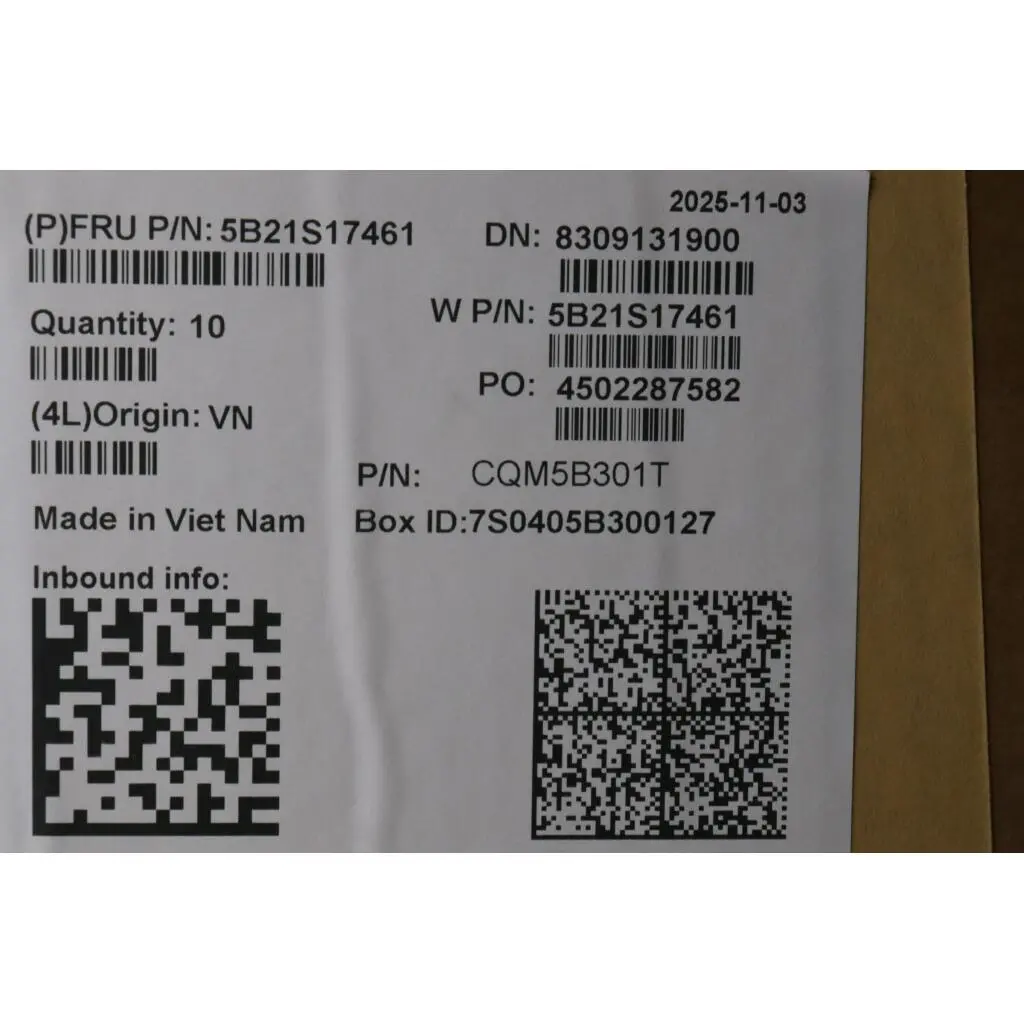 2025-11-03
(P)FRU P/N: 5B21S17461
DN: 8309131900
Quantity: 10
W P/N: 5B21S17461
(4L)Origin: VN
PO: 4502287582
P/N: CQM5B301T
Made in Viet Nam
Box ID:7S0405B300127
Inbound info: